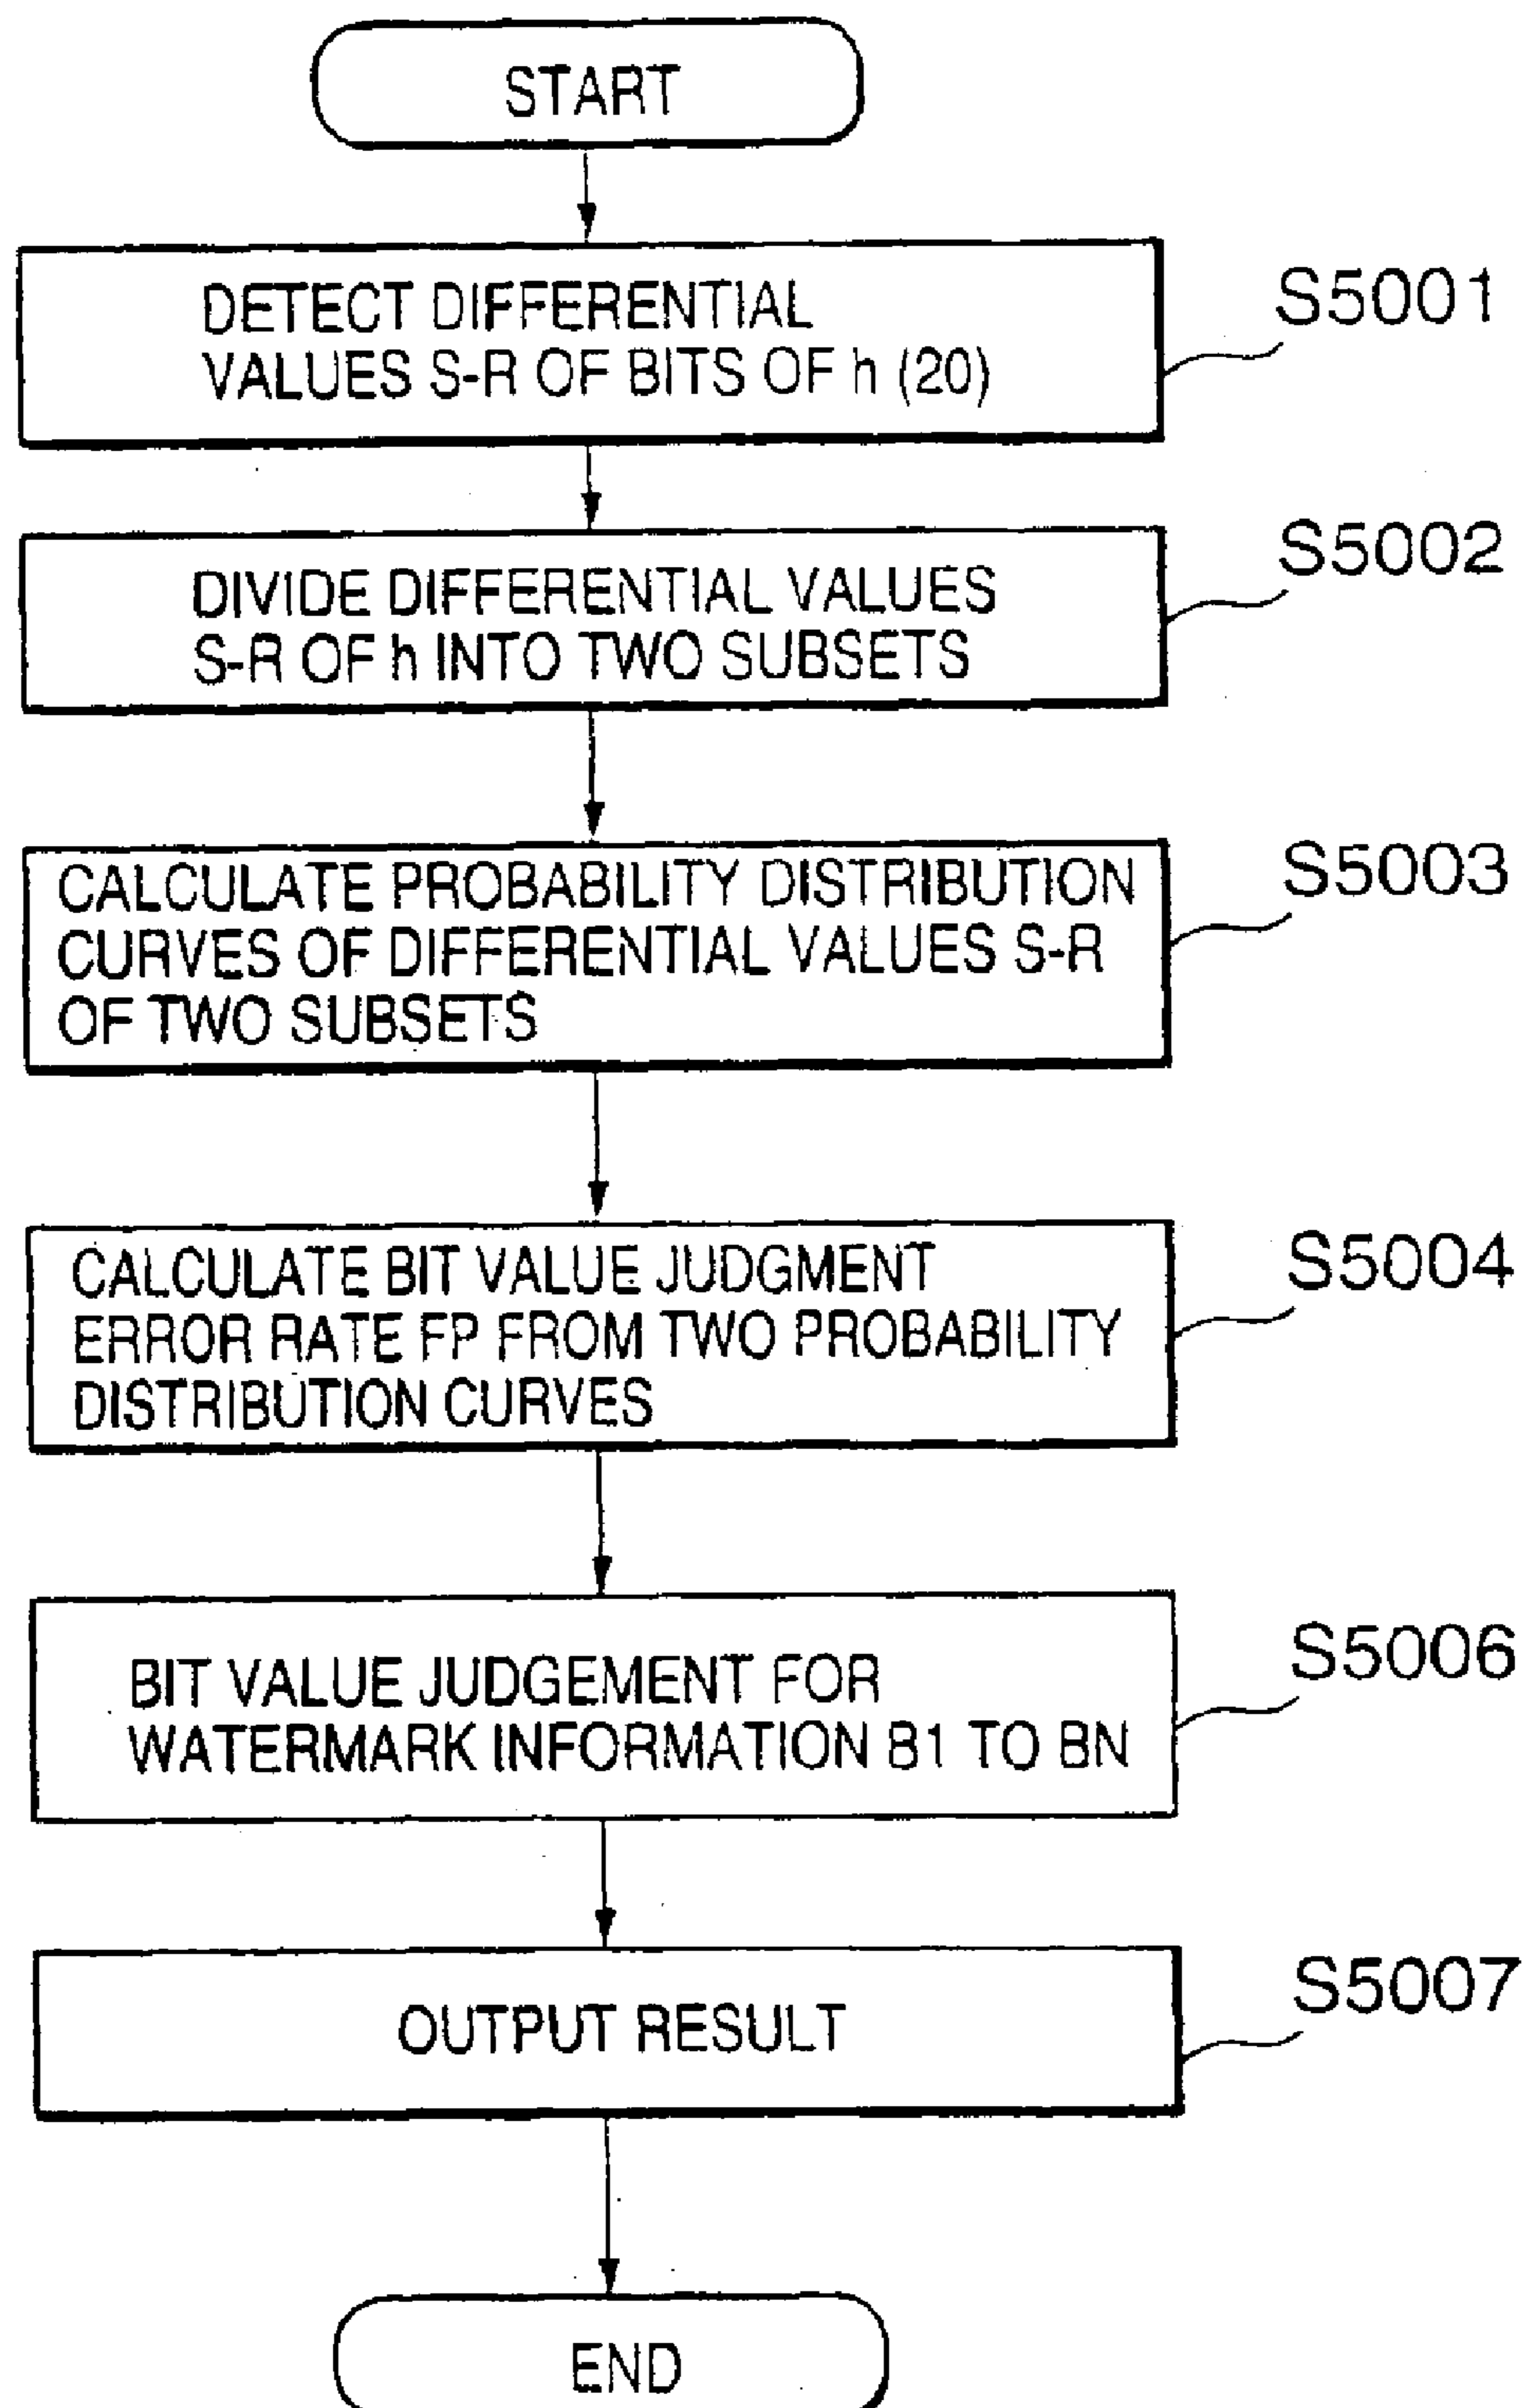 START
DETECT DIFFERENTIAL
VALUES S-R OF BITS OF h (20)
S5001
DIVIDE DIFFERENTIAL VALUES
S-R OF h INTO TWO SUBSETS
S5002
CALCULATE PROBABILITY DISTRIBUTION
CURVES OF DIFFERENTIAL VALUES S-R
OF TWO SUBSETS
S5003
CALCULATE BIT VALUE JUDGMENT
ERROR RATE FP FROM TWO PROBABILITY
DISTRIBUTION CURVES
S5004
BIT VALUE JUDGEMENT FOR
WATERMARK INFORMATION B1 TO BN
S5006
OUTPUT RESULT
S5007
END